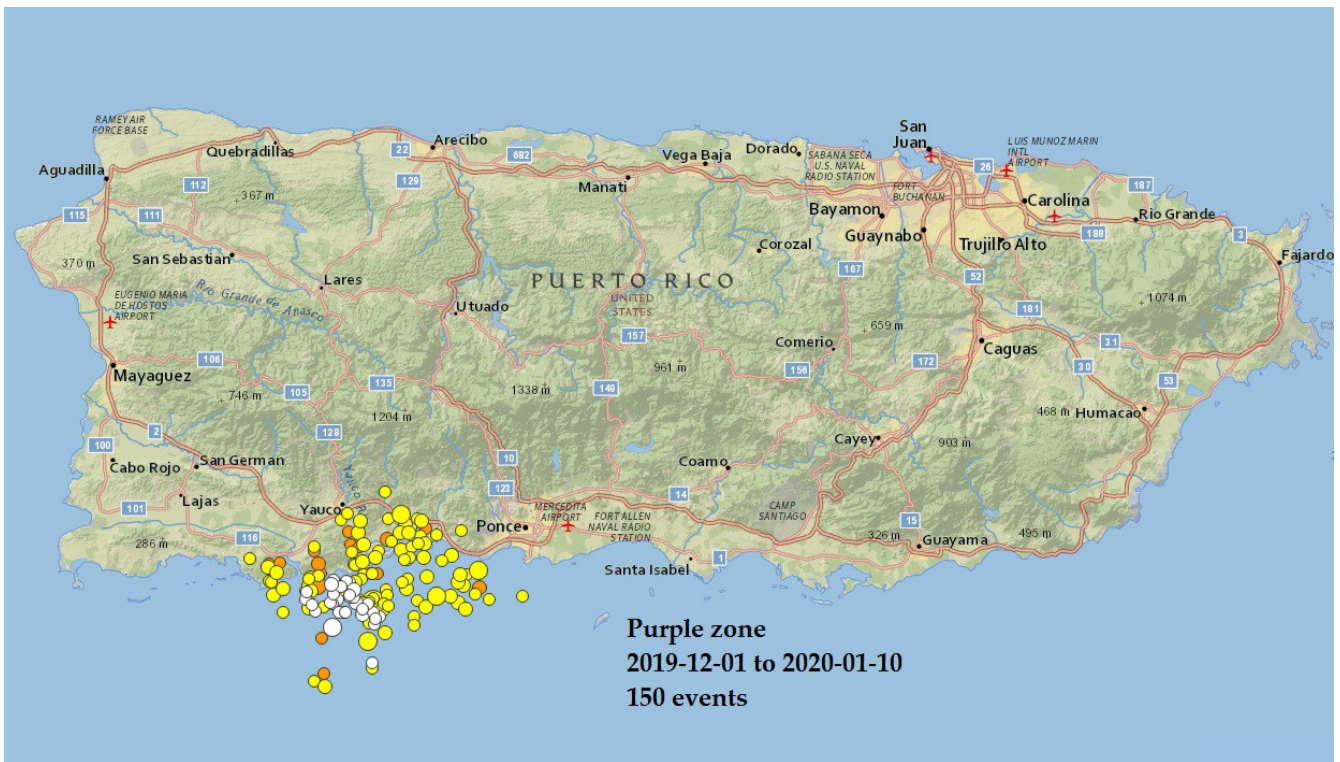 RAMEY AIR
FORCE BASE
Quebradillas
Arecibo
22
682
Aguadilla
112
129
367 m
Manati
Vega Baja
Dorado
SABANA SECA
U.S. NAVAL
RADIO STATION
San
Juan
LUIS MUNOZ MARIN
INTL
AIRPORT
26
FORT
BUCHANAN
187
Carolina
Bayamon
Rio Grande
115
111
370 m
San Sebastian
Lares
Corozal
Guaynabo
Trujillo Alto
188
3
Fajardo
167
52
Rio Grande de Anasco
EUGENIO MARIA
DE HOSTOS
AIRPORT
Utuado
PUERTO RICO
UNITED
STATES
1074 m
181
659 m
157
Comerio
Caguas
31
106
Mayaguez
746 m
105
135
1204 m
1338 m
149
961 m
156
172
30
53
468 m
Humacao
100
2
128
Cabo Rojo
San German
10
Coamo
Cayey
903 m
101
Lajas
Yauco
123
14
Ponce
MERCEDITA
AIRPORT
FORT ALLEN
NAVAL RADIO
STATION
CAMP
SANTIAGO
15
286 m
116
326 m
Guayama
495 m
Santa Isabel
1
Purple zone
2019-12-01 to 2020-01-10
150 events